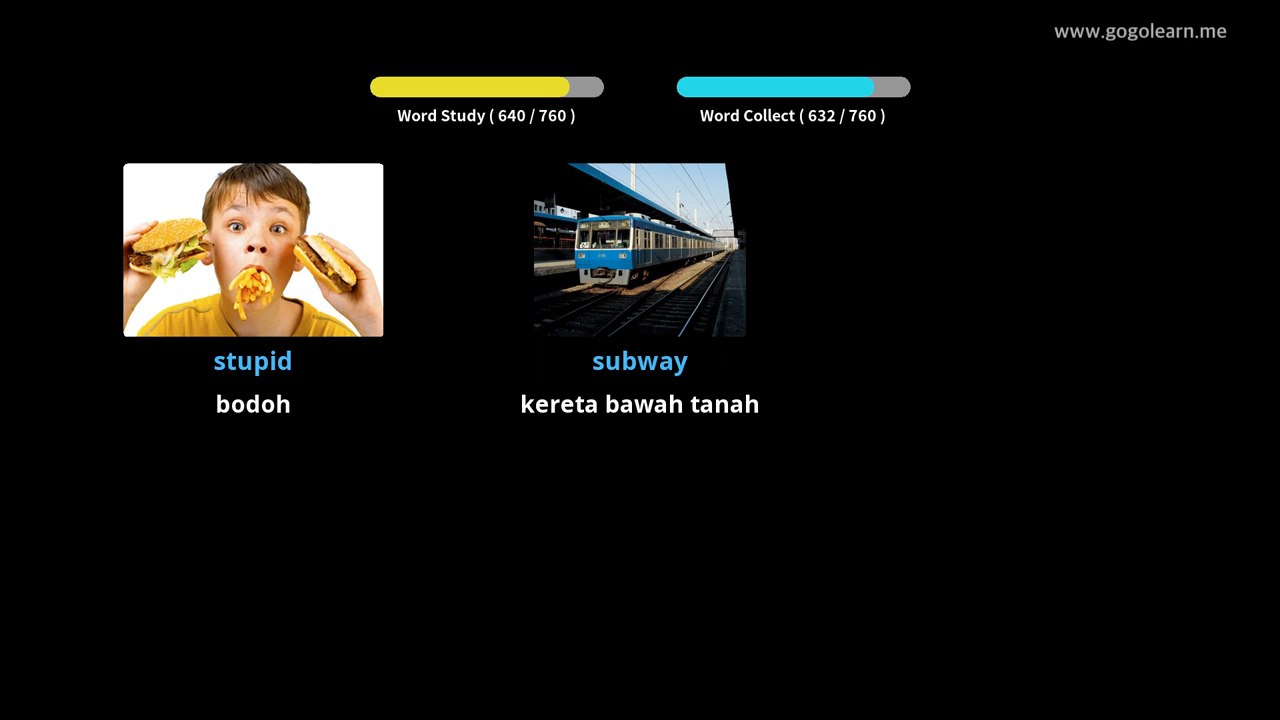 www.gogolearn.me
Word Study ( 640 / 760 )
Word Collect ( 632 / 760 )
stupid
subway
bodoh
kereta bawah tanah